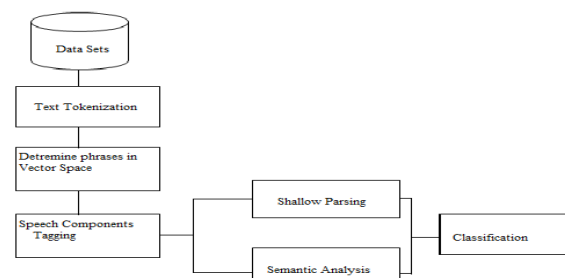 Data Sets
Text Tokenization
Detremine phrases in
Vector Space
Speech Components
Tagging
Shallow Parsing
Semantic Analysis
Classification